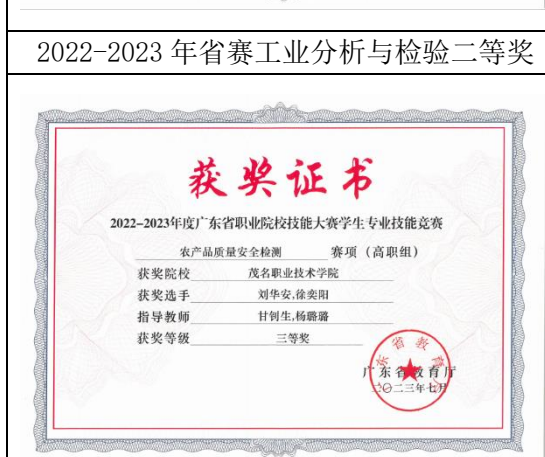 2022-2023 年省赛工业分析与检验二等奖
获奖证书
2022-2023年度广东省职业院校技能大赛学生专业技能竞赛
农产品质量安全检测 赛项（高职组）
获奖院校 茂名职业技术学院
获奖选手 刘华安,徐奕阳
指导教师 甘钊生,杨璐璐
获奖等级 三等奖
广东省教育厅
二〇二三年七月